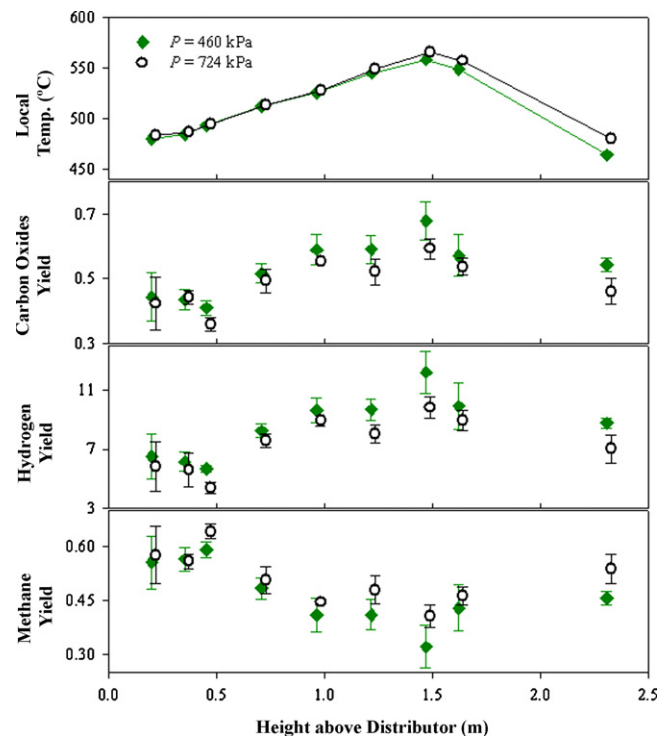 600
P = 460 kPa
P = 724 kPa
550
500
450
Local
Temp. (°C)
0.7
0.5
0.3
Carbon Oxides
Yield
11
7
3
Hydrogen
Yield
0.60
0.45
0.30
Methane
Yield
0.0 0.5 1.0 1.5 2.0 2.5
Height above Distributor (m)